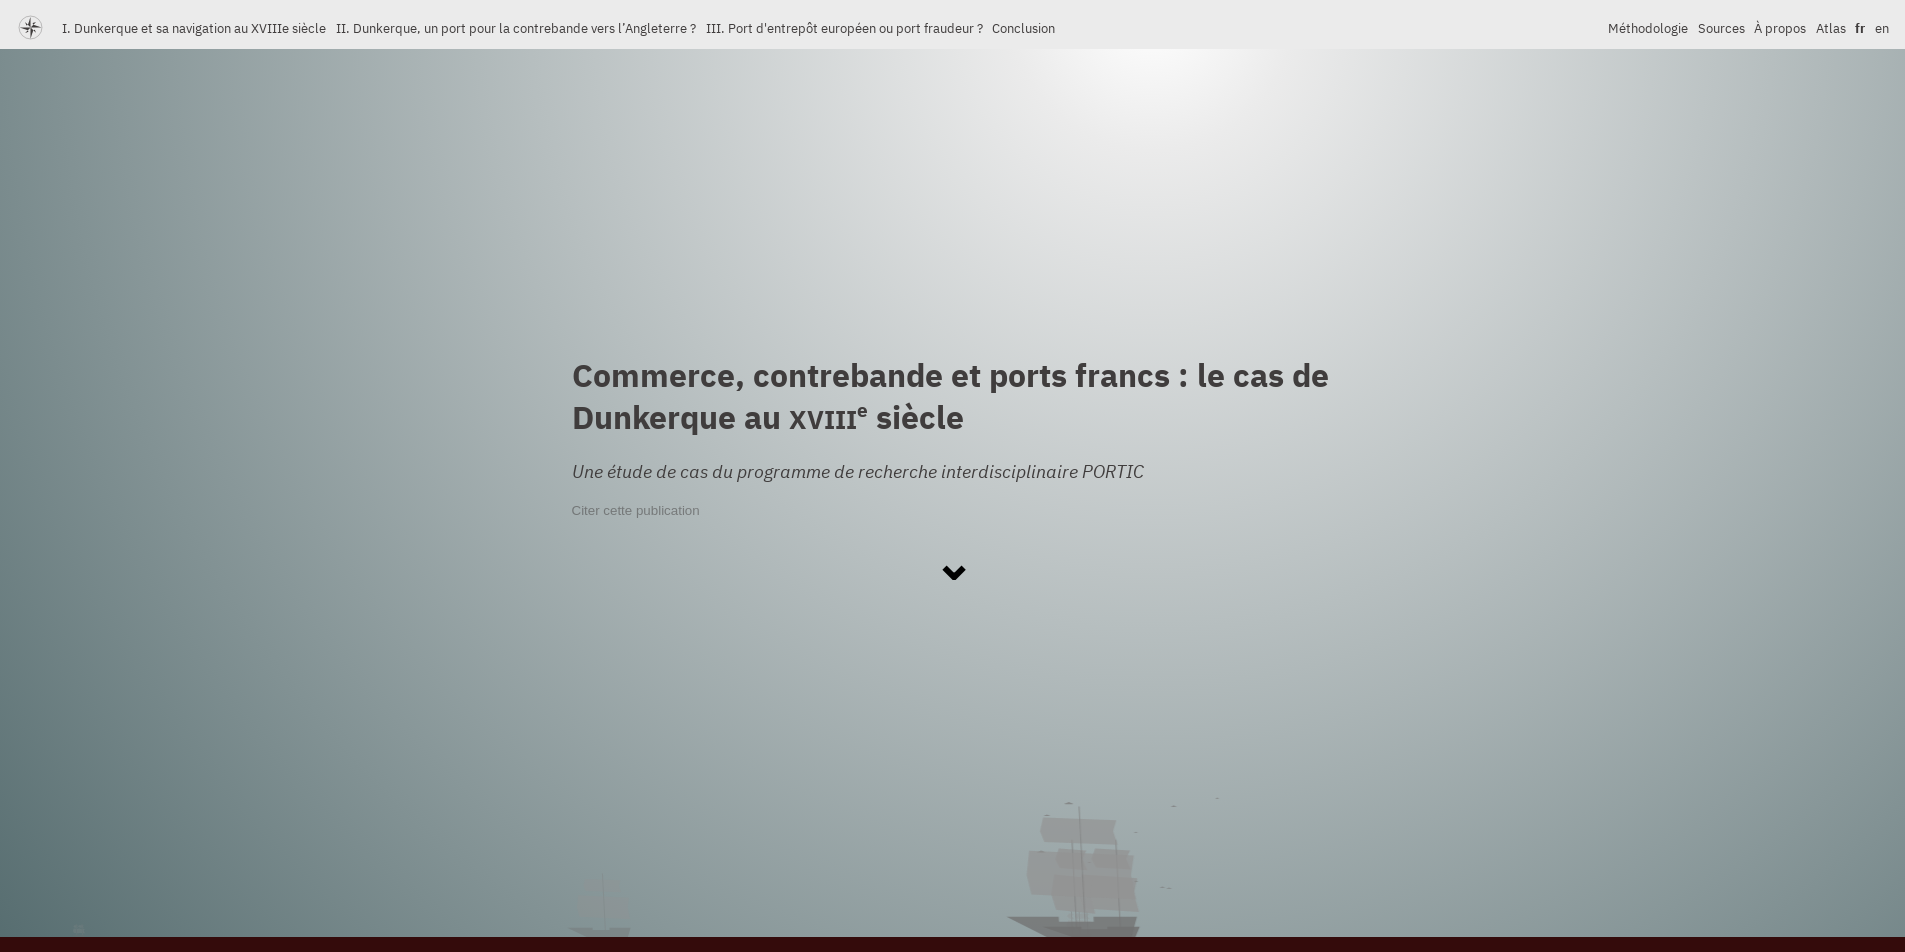 I. Dunkerque et sa navigation au XVIIIe siècle II. Dunkerque, un port pour la contrebande vers l’Angleterre ? III. Port d'entrepôt européen ou port fraudeur ? Conclusion Méthodologie Sources À propos Atlas fr en
Commerce, contrebande et ports francs : le cas de
Dunkerque au XVIIIe siècle
Une étude de cas du programme de recherche interdisciplinaire PORTIC
Citer cette publication